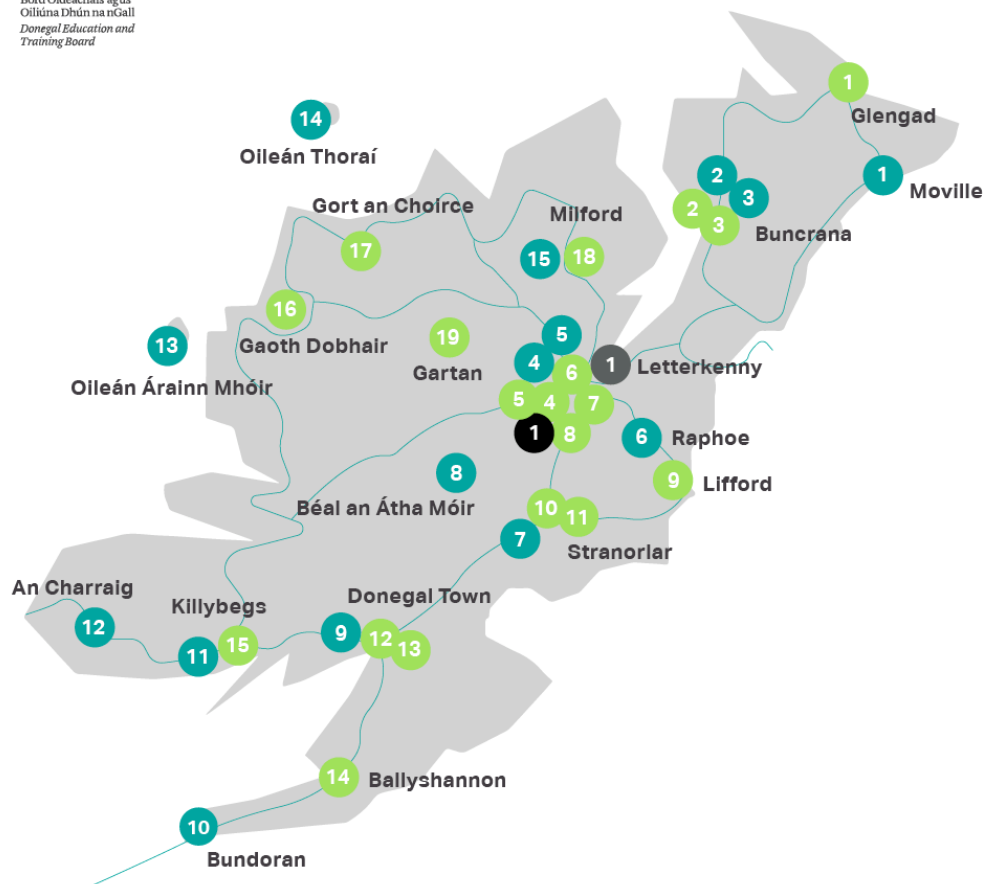 Bord Oideachais agus
Oiliúna Dhún na nGall
Donegal Education and
Training Board
1
Glengad
14
Oileán Thoraí
2
3
1
Moville
2
3
Buncrana
Gort an Choirce
17
Milford
15
18
16
Gaoth Dobhair
13
Oileán Árainn Mhóir
19
Gartan
5
4
6
1
Letterkenny
5
4
7
1
8
6
Raphoe
8
Béal an Átha Móir
9
Lifford
10
11
7
Stranorlar
An Charraig
12
Killybegs
11
15
Donegal Town
9
12
13
14
Ballyshannon
10
Bundoran